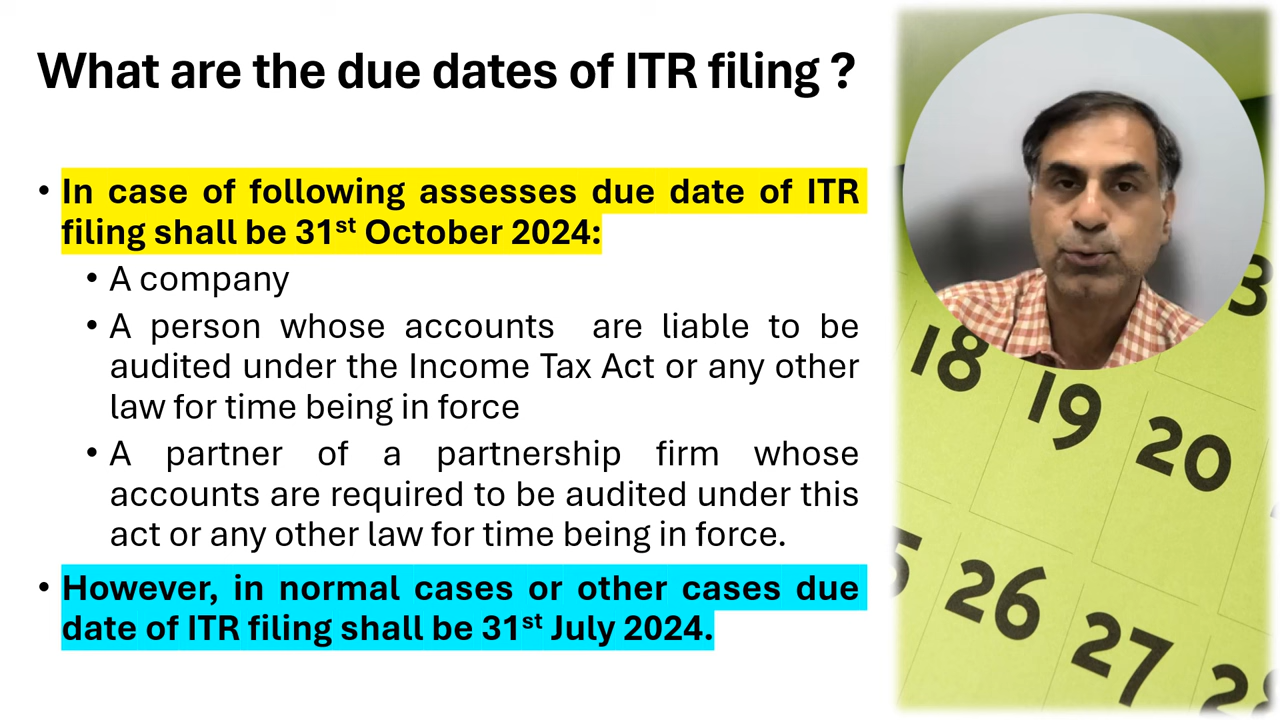 What are the due dates of ITR filing ?
• In case of following assesses due date of ITR
filing shall be 31st October 2024:
• A company
• A person whose accounts are liable to be
audited under the Income Tax Act or any other
law for time being in force
• A partner of a partnership firm whose
accounts are required to be audited under this
act or any other law for time being in force.
• However, in normal cases or other cases due
date of ITR filing shall be 31st July 2024.
3
18 19 20
5 26 27 28